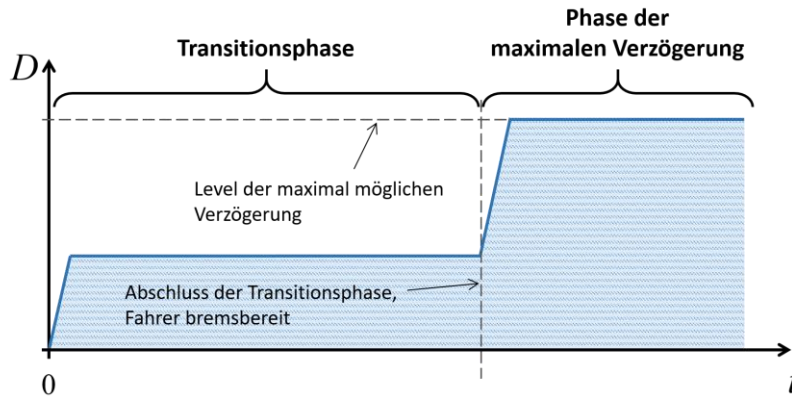 Phase der
maximalen Verzögerung
Transitionsphase
D
Level der maximal möglichen
Verzögerung
Abschluss der Transitionsphase,
Fahrer bremsbereit
0
t